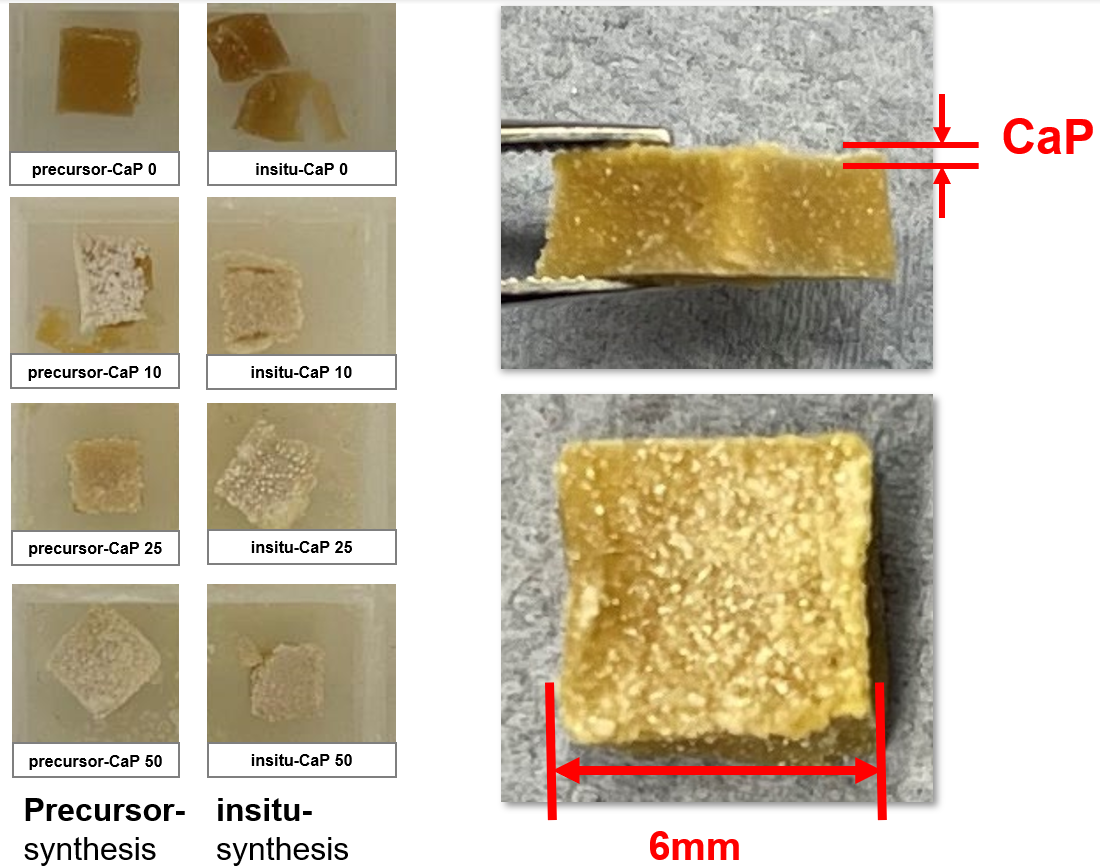 precursor-CaP 0
insitu-CaP 0
precursor-CaP 10
insitu-CaP 10
precursor-CaP 25
insitu-CaP 25
precursor-CaP 50
insitu-CaP 50
Precursor-
synthesis
insitu-
synthesis
CaP
6mm